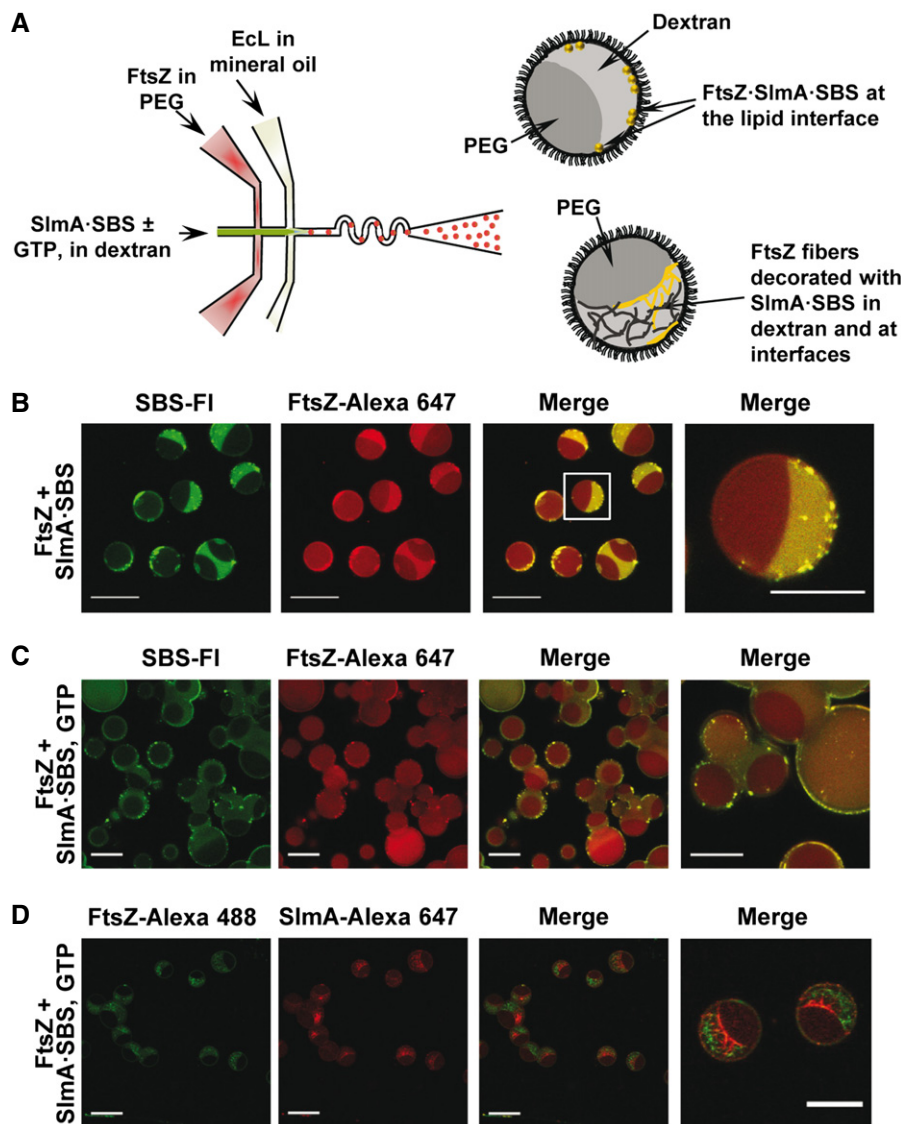 A
FtsZ in
PEG
EcL in
mineral oil
SlmA·SBS ±
GTP, in dextran
Dextran
PEG
FtsZ·SlmA·SBS at
the lipid interface
PEG
FtsZ fibers
decorated with
SlmA·SBS in
dextran and at
interfaces
B
SBS-Fl
FtsZ-Alexa 647
Merge
Merge
FtsZ +
SlmA·SBS
C
SBS-Fl
FtsZ-Alexa 647
Merge
Merge
FtsZ +
SlmA·SBS, GTP
D
FtsZ-Alexa 488
SlmA-Alexa 647
Merge
Merge
FtsZ +
SlmA·SBS, GTP